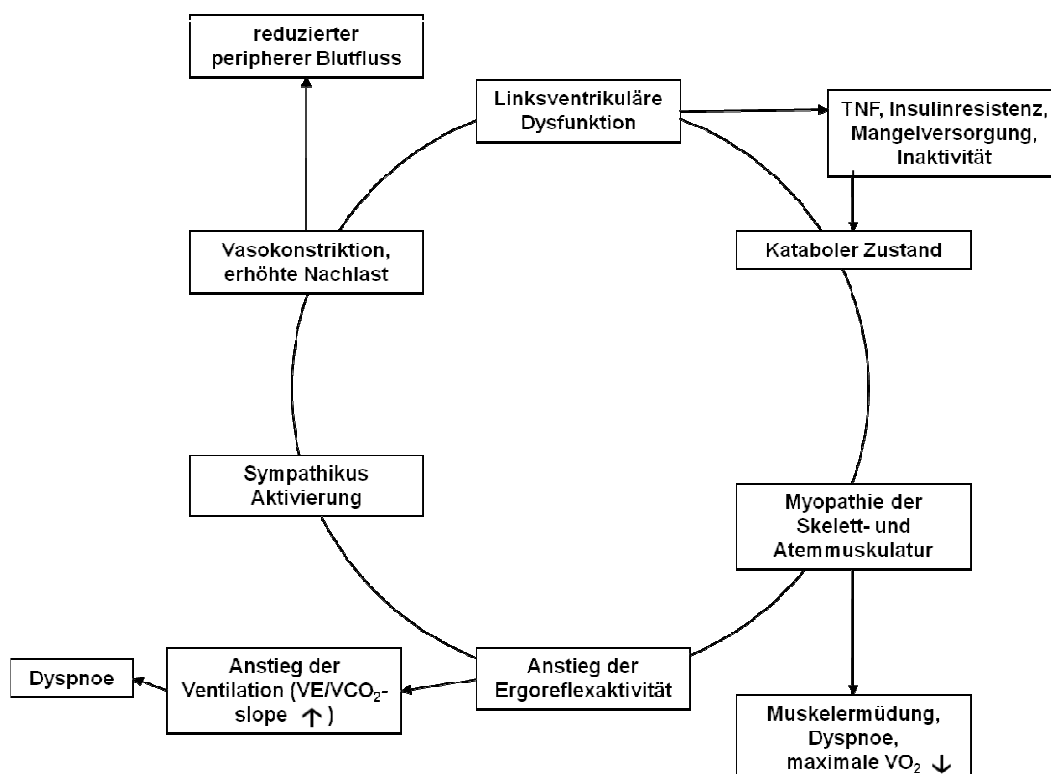 reduzierter
peripherer Blutfluss
Linksventrikuläre
Dysfunktion
TNF, Insulinresistenz,
Mangelversorgung,
Inaktivität
Vasokonstriktion,
erhöhte Nachlast
Kataboler Zustand
Sympathikus
Aktivierung
Myopathie der
Skelett- und
Atemmuskulatur
Dyspnoe
Anstieg der
Ventilation (VE/VCO₂-
slope ↑ )
Anstieg der
Ergoreflexaktivität
Muskelermüdung,
Dyspnoe,
maximale VO₂ ↓